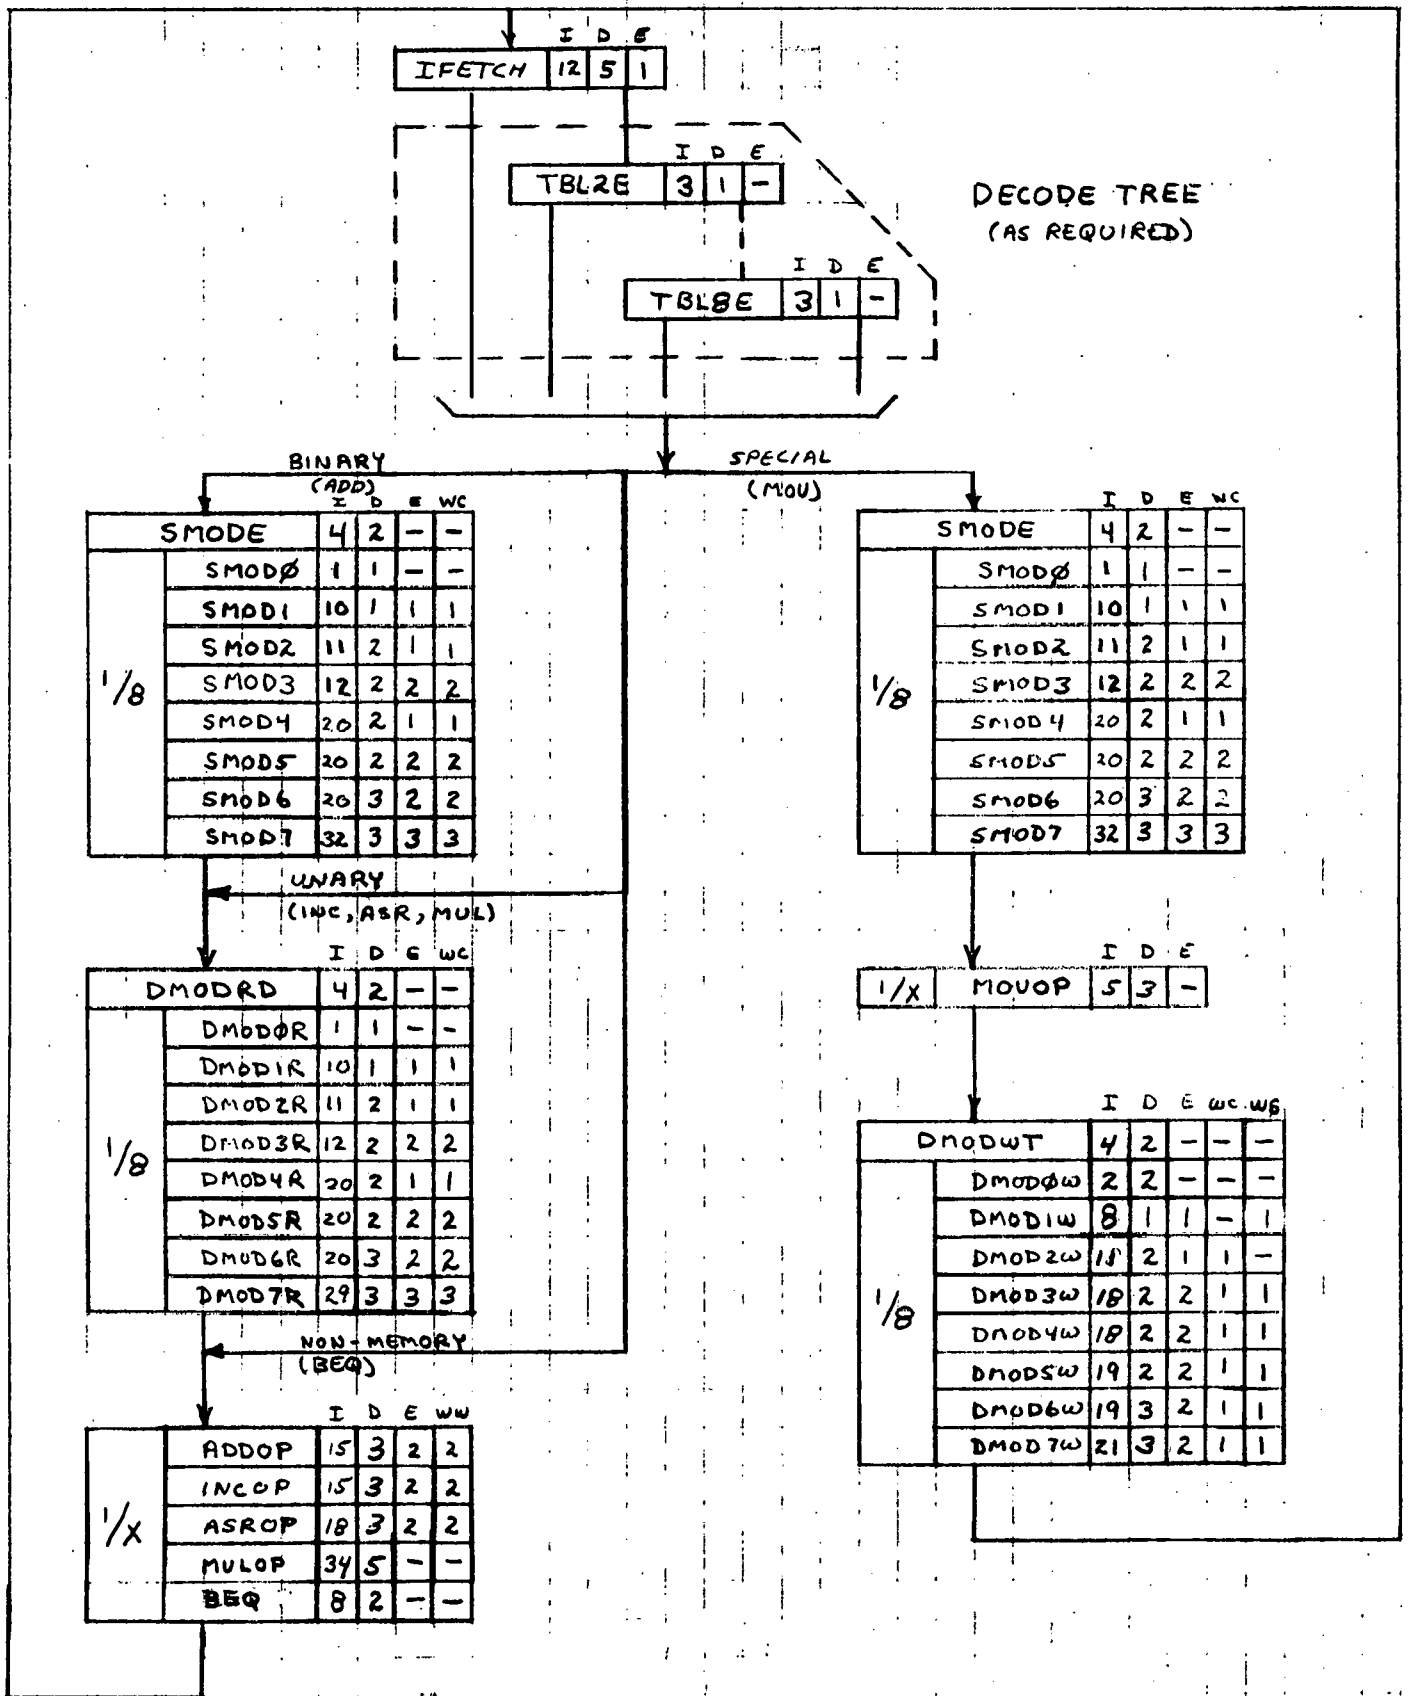 I D E
IFETCH 12 5 1
I D E
TBL2E 3 1 -
DECODE TREE
(AS REQUIRED)
I D E
TBL8E 3 1 -
BINARY
(ADD)
SPECIAL
(MOV)
I D E WC
SMODE 4 2 - -
1/8
SMODØ 1 1 - -
SMOD1 10 1 1 1
SMOD2 11 2 1 1
SMOD3 12 2 2 2
SMOD4 20 2 1 1
SMOD5 20 2 2 2
SMOD6 20 3 2 2
SMOD7 32 3 3 3
UNARY
(INC, ASR, MUL)
I D E WC
DMODRD 4 2 - -
1/8
DMODØR 1 1 - -
DMOD1R 10 1 1 1
DMOD2R 11 2 1 1
DMOD3R 12 2 2 2
DMOD4R 20 2 1 1
DMOD5R 20 2 2 2
DMOD6R 20 3 2 2
DMOD7R 29 3 3 3
NON-MEMORY
(BEQ)
I D E WW
1/X
ADDOP 15 3 2 2
INCOP 15 3 2 2
ASROP 18 3 2 2
MULOP 34 5 - -
BEQ 8 2 - -
I D E WC
SMODE 4 2 - -
1/8
SMODØ 1 1 - -
SMOD1 10 1 1 1
SMOD2 11 2 1 1
SMOD3 12 2 2 2
SMOD4 20 2 1 1
SMOD5 20 2 2 2
SMOD6 20 3 2 2
SMOD7 32 3 3 3
I D E
1/X MOVOP 5 3 -
I D E WC
DMODWT 4 2 - - -
1/8
DMODØW 2 2 - - -
DMOD1W 8 1 1 - 1
DMOD2W 2 1 1 -
DMOD3W 18 2 2 1 1
DMOD4W 18 2 2 1 1
DMOD5W 19 2 2 1 1
DMOD6W 19 3 2 1 1
DMOD7W 21 3 2 1 1